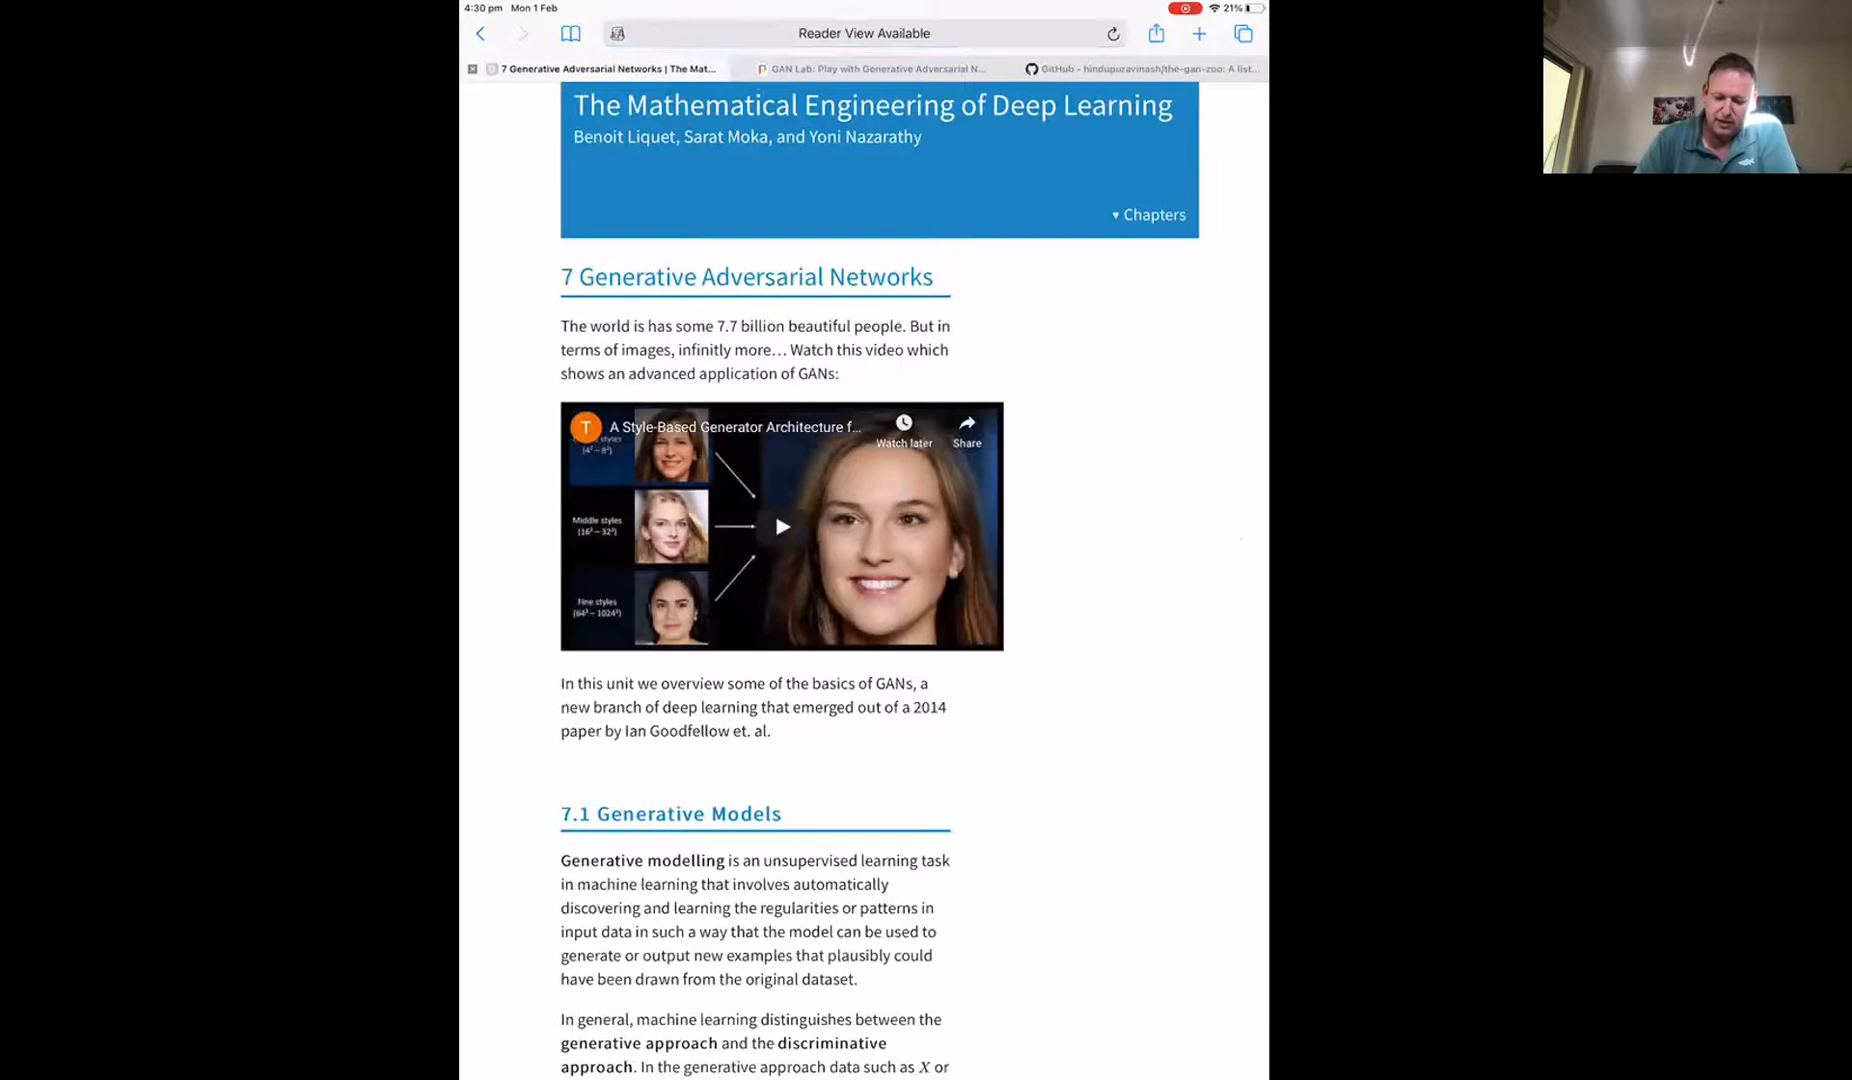 4:30 pm Mon 1 Feb
21%
Reader View Available
7 Generative Adversarial Networks | The Mat...
GAN Lab: Play with Generative Adversarial N...
GitHub - hindupuravinash/the-gan-zoo: A list...
The Mathematical Engineering of Deep Learning
Benoit Liquet, Sarat Moka, and Yoni Nazarathy
▾ Chapters
7 Generative Adversarial Networks
The world is has some 7.7 billion beautiful people. But in
terms of images, infinitly more… Watch this video which
shows an advanced application of GANs:
T
A Style-Based Generator Architecture f...
Watch later
Share
styles
(4² – 8²)
Middle styles
(16² – 32²)
Fine styles
(64² – 1024²)
In this unit we overview some of the basics of GANs, a
new branch of deep learning that emerged out of a 2014
paper by Ian Goodfellow et. al.
7.1 Generative Models
Generative modelling is an unsupervised learning task
in machine learning that involves automatically
discovering and learning the regularities or patterns in
input data in such a way that the model can be used to
generate or output new examples that plausibly could
have been drawn from the original dataset.
In general, machine learning distinguishes between the
generative approach and the discriminative
approach. In the generative approach data such as X or